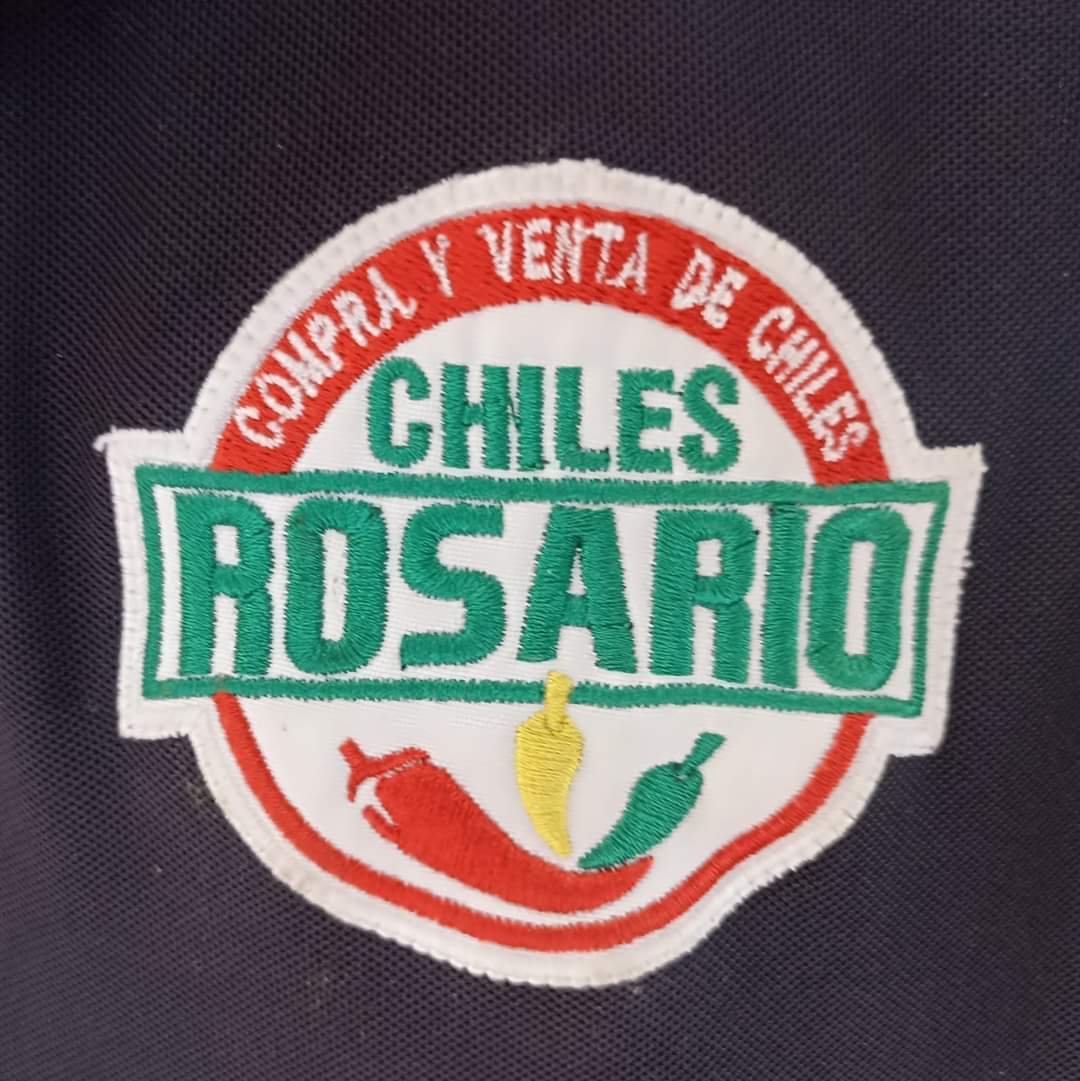 COMPRA Y VENTA DE CHILES
CHILES
ROSARIO